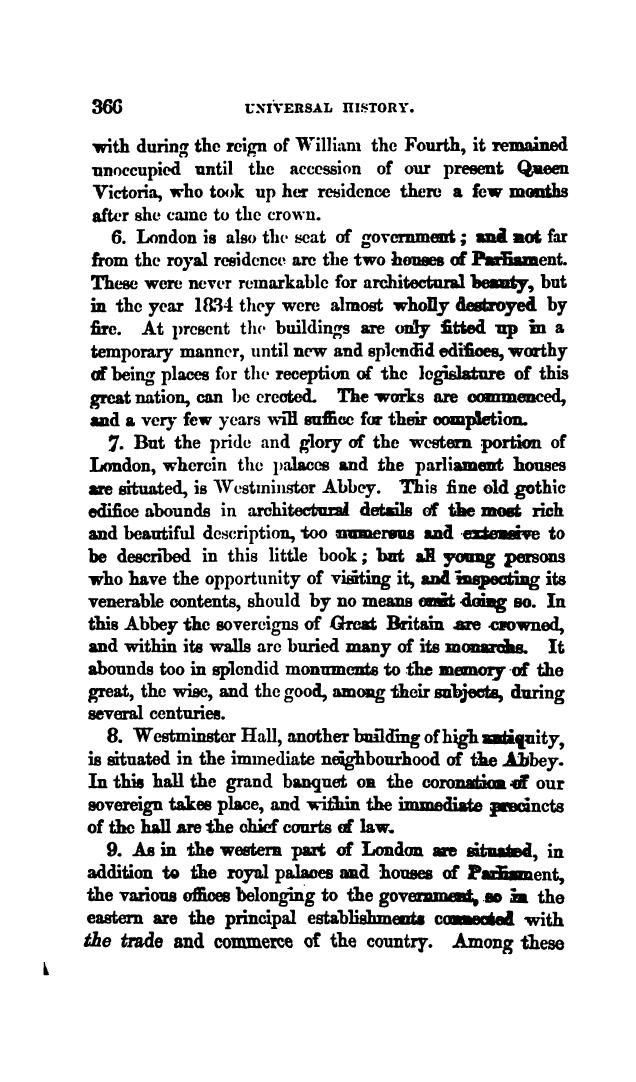 366 UNIVERSAL HISTORY.
with during the reign of William the Fourth, it remained
unoccupied until the accession of our present Queen
Victoria, who took up her residence there a few months
after she came to the crown.
6. London is also the seat of government; and not far
from the royal residence are the two houses of Parliament.
These were never remarkable for architectural beauty, but
in the year 1834 they were almost wholly destroyed by
fire. At present the buildings are only fitted up in a
temporary manner, until new and splendid edifices, worthy
of being places for the reception of the legislature of this
great nation, can be erected. The works are commenced,
and a very few years will suffice for their completion.
7. But the pride and glory of the western portion of
London, wherein the palaces and the parliament houses
are situated, is Westminster Abbey. This fine old gothic
edifice abounds in architectural details of the most rich
and beautiful description, too numerous and extensive to
be described in this little book; but all young persons
who have the opportunity of visiting it, and inspecting its
venerable contents, should by no means omit doing so. In
this Abbey the sovereigns of Great Britain are crowned,
and within its walls are buried many of its monarchs. It
abounds too in splendid monuments to the memory of the
great, the wise, and the good, among their subjects, during
several centuries.
8. Westminster Hall, another building of high antiquity,
is situated in the immediate neighbourhood of the Abbey.
In this hall the grand banquet on the coronation of our
sovereign takes place, and within the immediate precincts
of the hall are the chief courts of law.
9. As in the western part of London are situated, in
addition to the royal palaces and houses of Parliament,
the various offices belonging to the government, so in the
eastern are the principal establishments connected with
the trade and commerce of the country. Among these